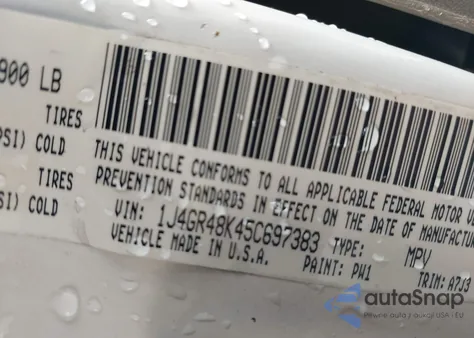 900 LB
TIRES
PSI) COLD
TIRES
SI) COLD
THIS VEHICLE CONFORMS TO ALL APPLICABLE FEDERAL MOTOR
PREVENTION STANDARDS IN EFFECT ON THE DATE OF MANUFACTU
VIN: 1J4GR48K45C697383 TYPE: MPV
VEHICLE MADE IN U.S.A. PAINT: PW1 TRIM: A7J3
autoSnap